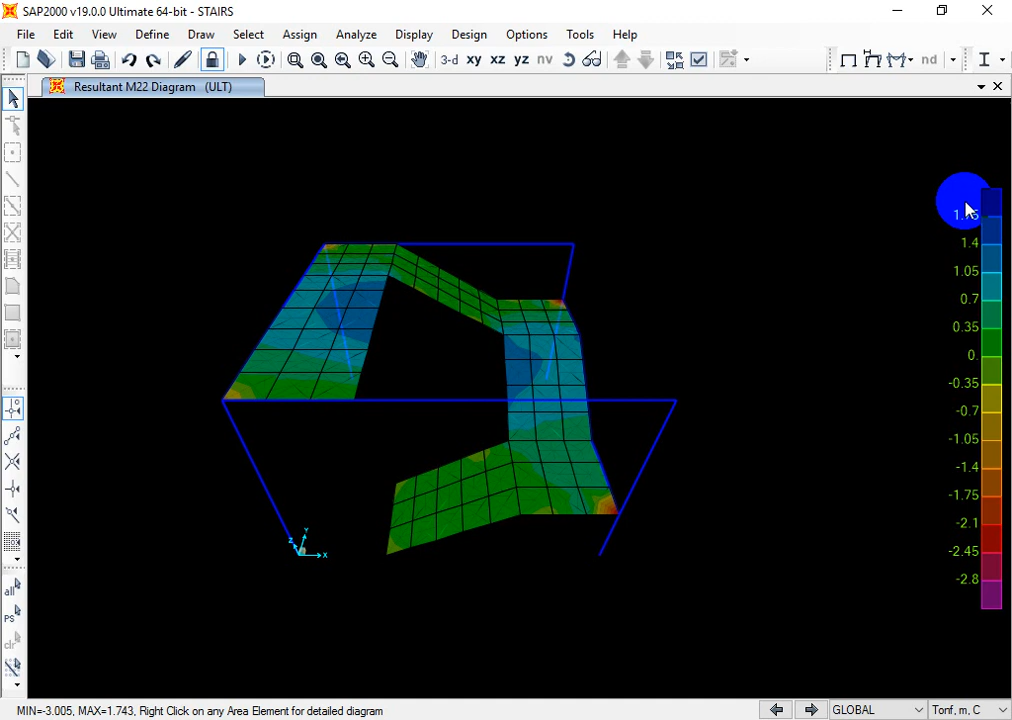 SAP2000 v19.0.0 Ultimate 64-bit - STAIRS
File Edit View Define Draw Select Assign Analyze Display Design Options Tools Help
3-d xy xz yz nv nd
Resultant M22 Diagram (ULT)
1.4
1.05
0.7
0.35
0.
-0.35
-0.7
-1.05
-1.4
-1.75
-2.1
-2.45
-2.8
Y
Z
X
all
PS
clr
MIN=-3.005, MAX=1.743, Right Click on any Area Element for detailed diagram
GLOBAL
Tonf, m, C